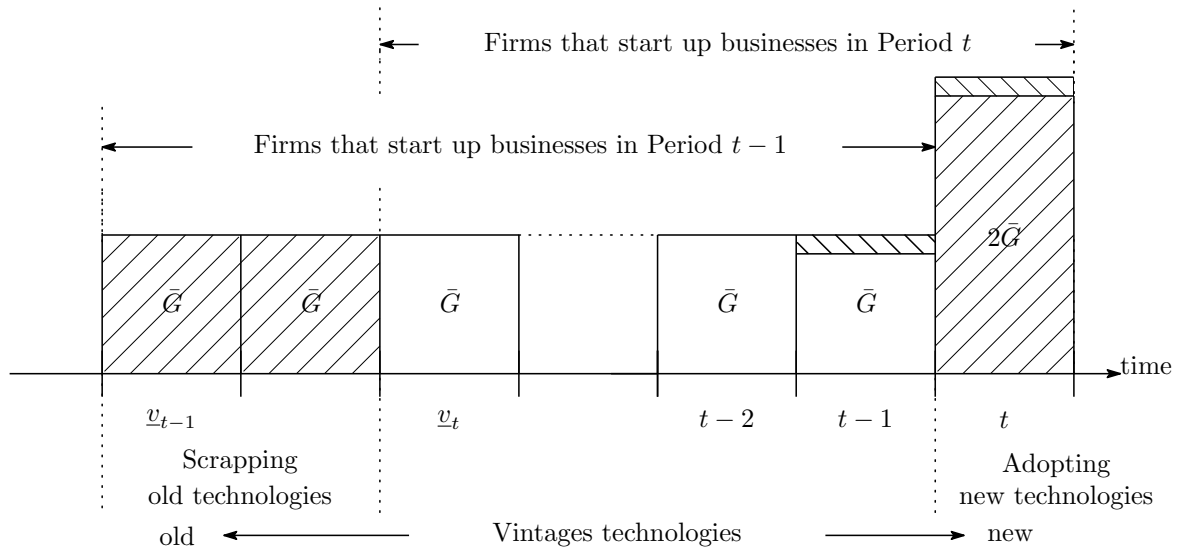 Firms that start up businesses in Period t
Firms that start up businesses in Period t − 1
2Ḡ
Ḡ Ḡ Ḡ Ḡ Ḡ
time
v̲ₜ₋₁ v̲ₜ t − 2 t − 1 t
Scrapping
old technologies
Adopting
new technologies
old Vintages technologies new